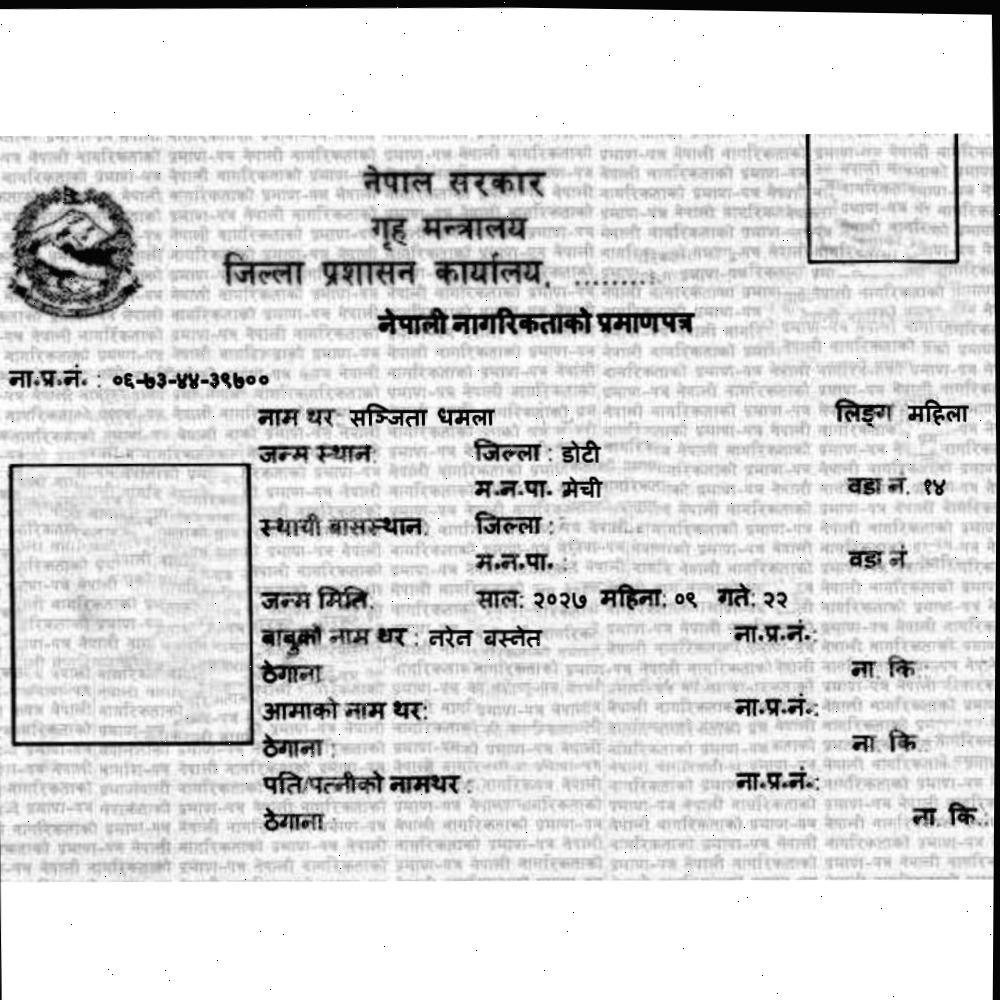 नेपाल सरकार
गृह मन्त्रालय
जिल्ला प्रशासन कार्यालय, .........
नेपाली नागरिकताको प्रमाणपत्र
ना.प्र.नं. : ०६-७३-४४-३९७००
नाम थर: सञ्जिता धमला लिङ्ग महिला
जन्म स्थान: जिल्ला : डोटी
म.न.पा. मेची वडा नं. १४
स्थायी बासस्थान: जिल्ला :
म.न.पा. : वडा नं.
जन्म मिति: साल: २०२७ महिना: ०९ गते: २२
बाबुको नाम थर : नरेन बस्नेत ना.प्र.नं.:
ठेगाना ना. कि.:
आमाको नाम थर: ना.प्र.नं.:
ठेगाना : ना. कि.
पति/पत्नीको नामथर : ना.प्र.नं.:
ठेगाना ना. कि.: